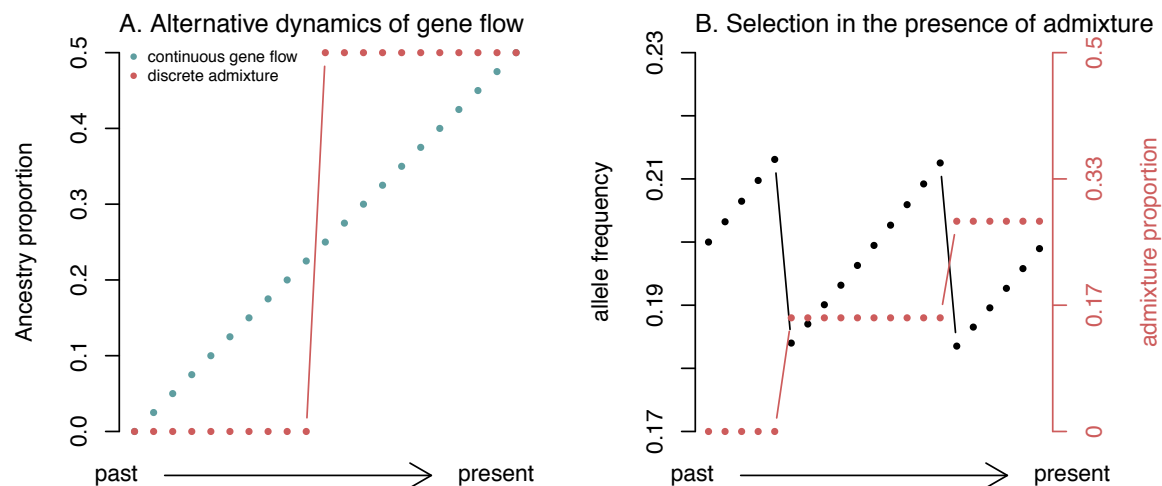 A. Alternative dynamics of gene flow
continuous gene flow
discrete admixture
Ancestry proportion
0.5
0.4
0.3
0.2
0.1
0.0
past
present
B. Selection in the presence of admixture
allele frequency
0.23
0.21
0.19
0.17
0.5
0.33
0.17
0
admixture proportion
past
present